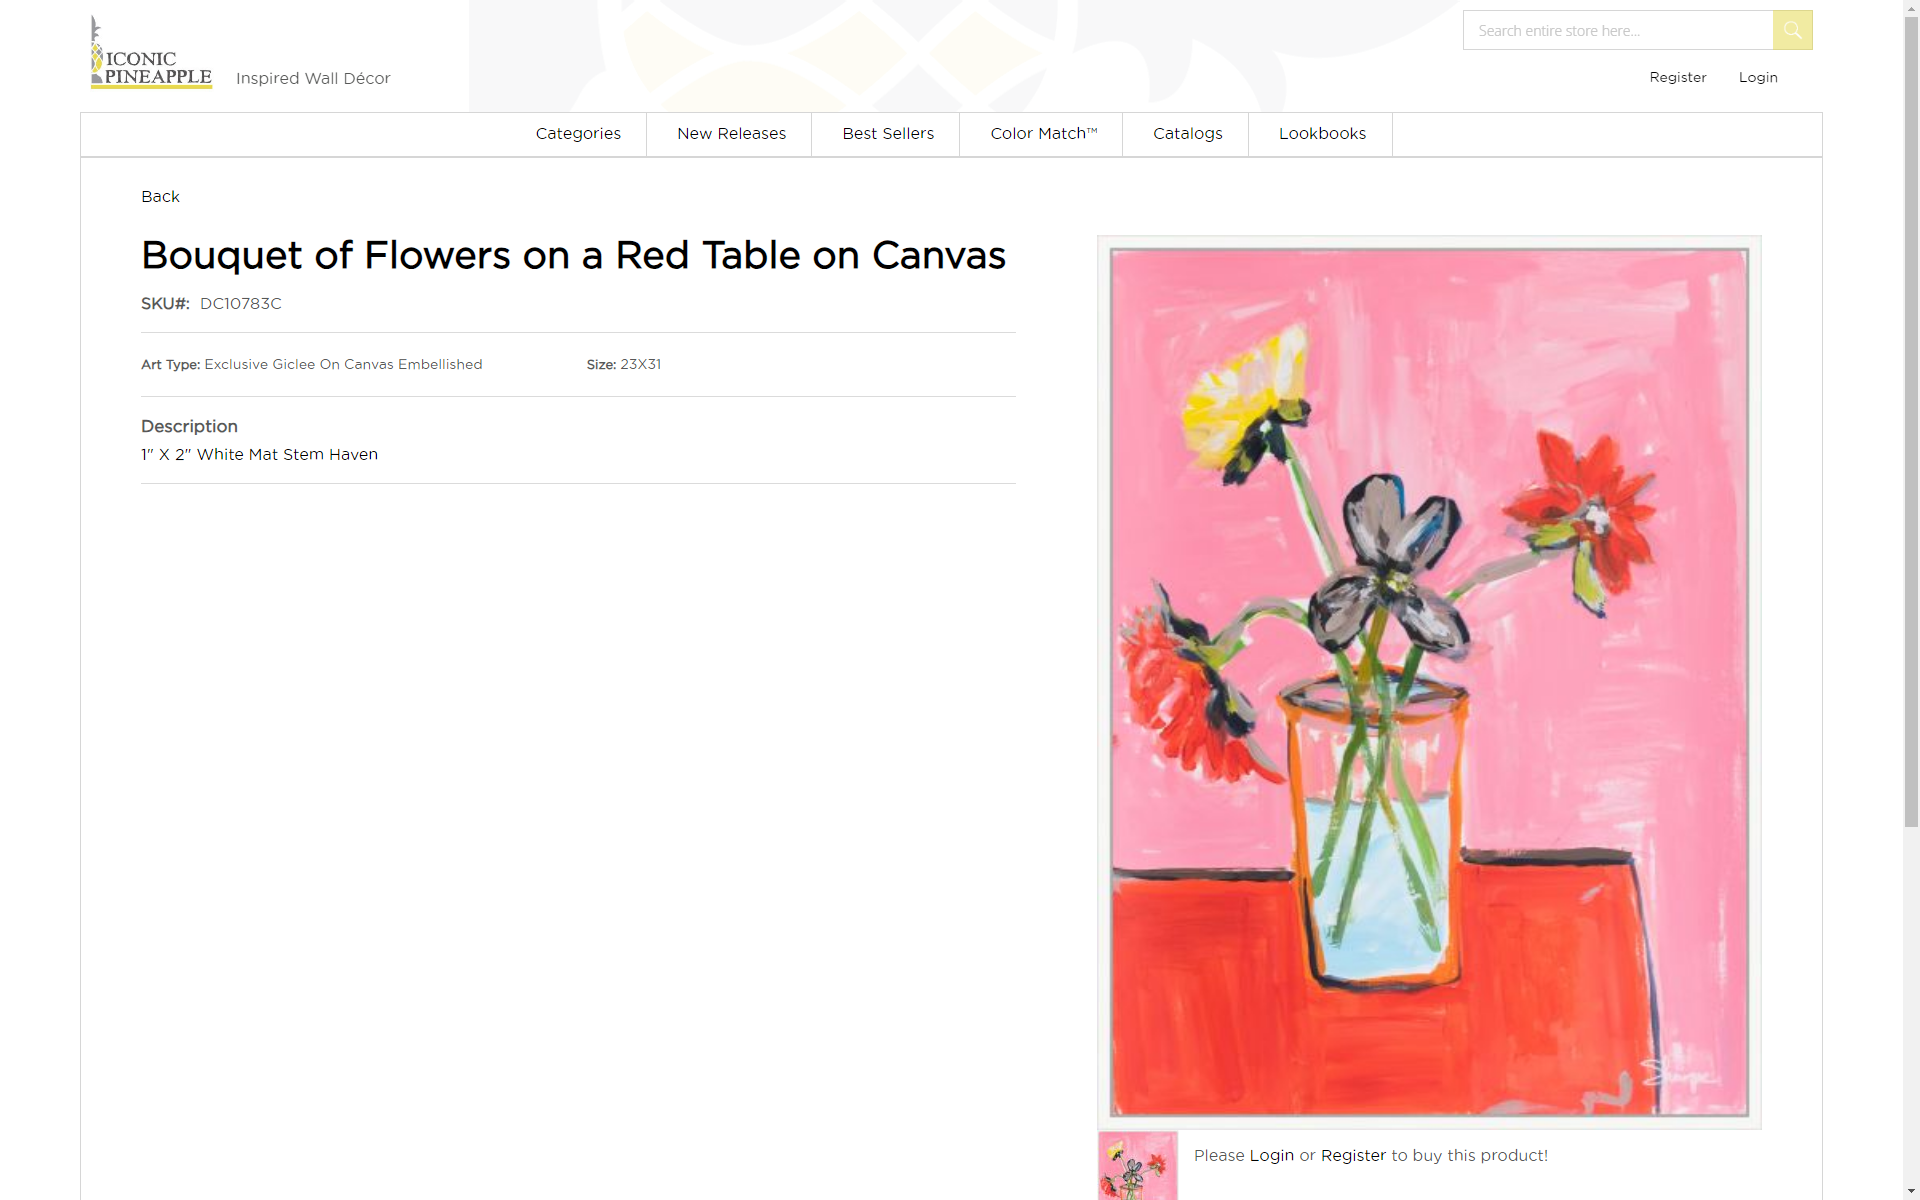 ICONIC
PINEAPPLE
Inspired Wall Décor
Search entire store here...
Register
Login
Categories
New Releases
Best Sellers
Color Match™
Catalogs
Lookbooks
Back
Bouquet of Flowers on a Red Table on Canvas
SKU#: DC10783C
Art Type: Exclusive Giclee On Canvas Embellished
Size: 23X31
Description
1" X 2" White Mat Stem Haven
Sharpe
Please Login or Register to buy this product!